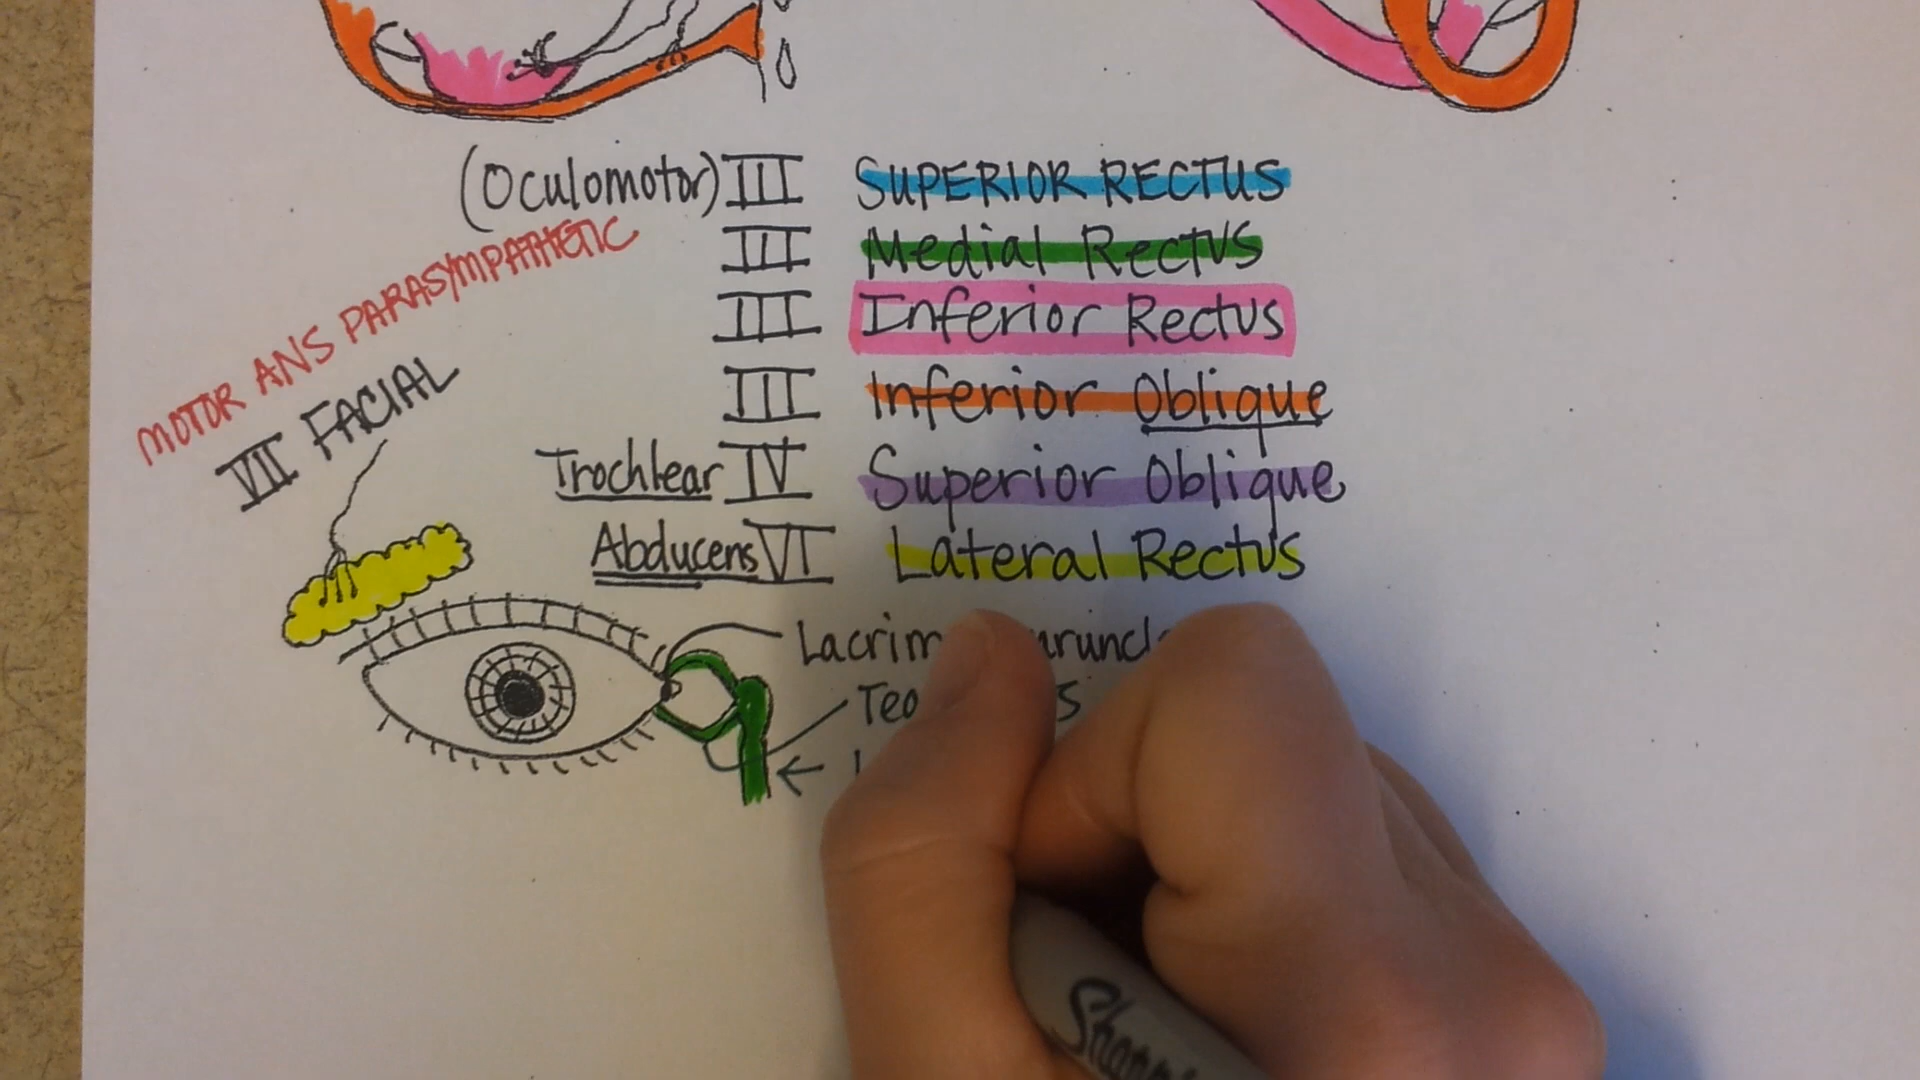 (Oculomotor) III SUPERIOR RECTUS
III Medial Rectus
III Inferior Rectus
III Inferior Oblique
Trochlear IV Superior Oblique
Abducens VI Lateral Rectus
MOTOR ANS PARASYMPATHETIC
VII FACIAL